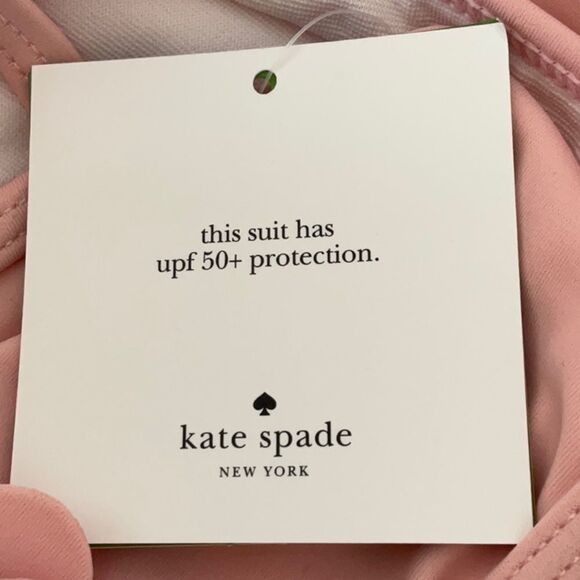 this suit has
upf 50+ protection.
kate spade
NEW YORK